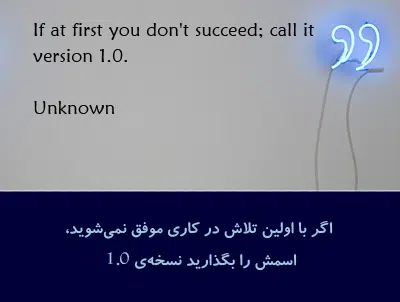 If at first you don't succeed; call it
version 1.0.
Unknown
اگر با اولین تلاش در کاری موفق نمی‌شوید،
اسمش را بگذارید نسخه‌ی 1.0